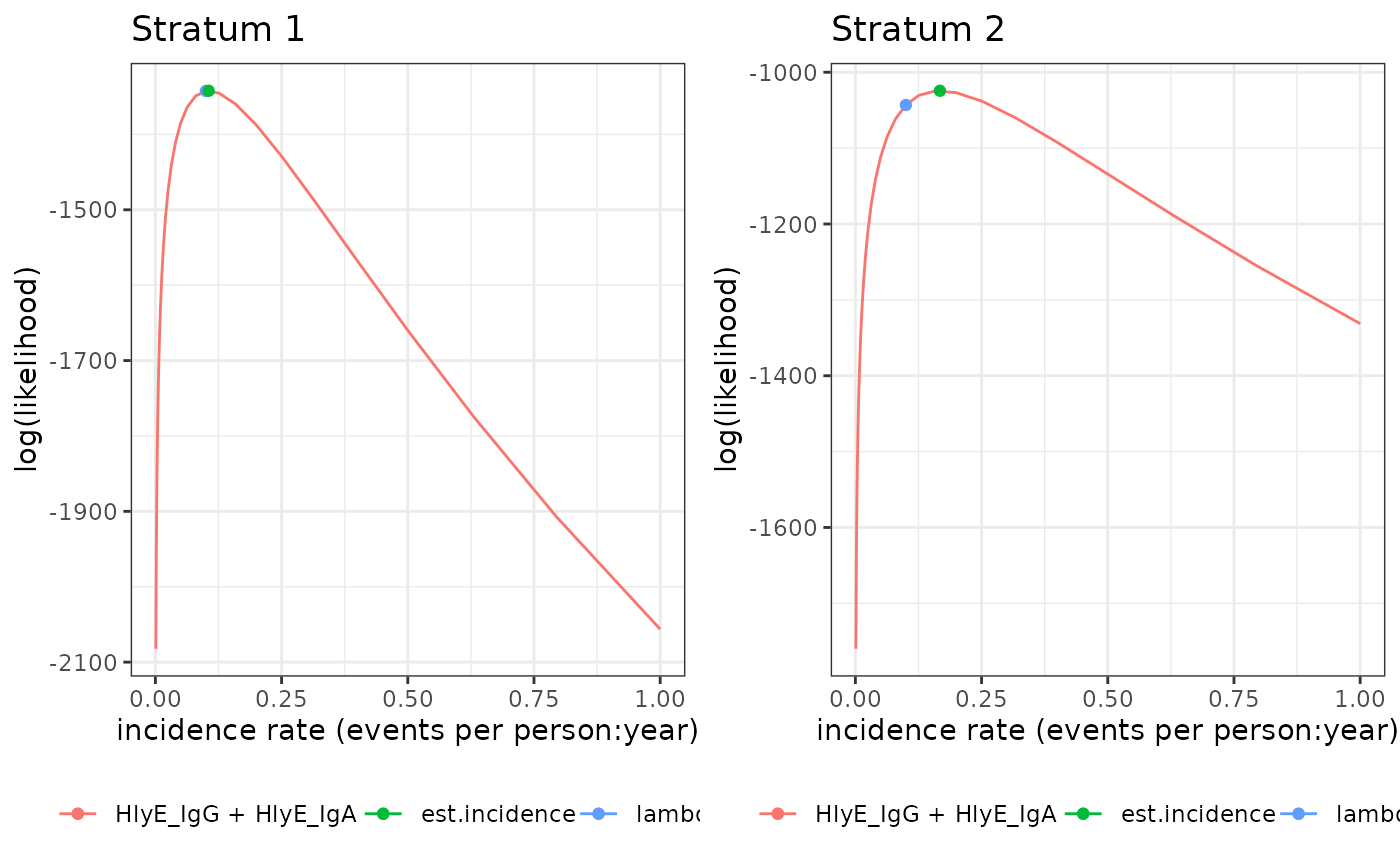 Stratum 1
-1500
-1700
-1900
-2100
log(likelihood)
0.00 0.25 0.50 0.75 1.00
incidence rate (events per person:year)
HlyE_IgG + HlyE_IgA est.incidence
Stratum 2
-1000
-1200
-1400
-1600
log(likelihood)
0.00 0.25 0.50 0.75 1.00
incidence rate (events per person:year)
HlyE_IgG + HlyE_IgA est.incidence